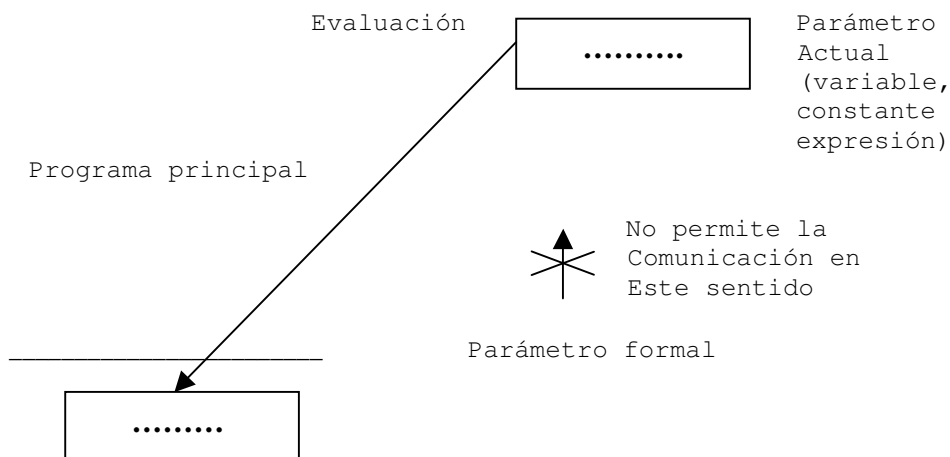 Evaluación
Parámetro
Actual
(variable,
constante
expresión)
••••••••••
Programa principal
No permite la
Comunicación en
Este sentido
Parámetro formal
•••••••••